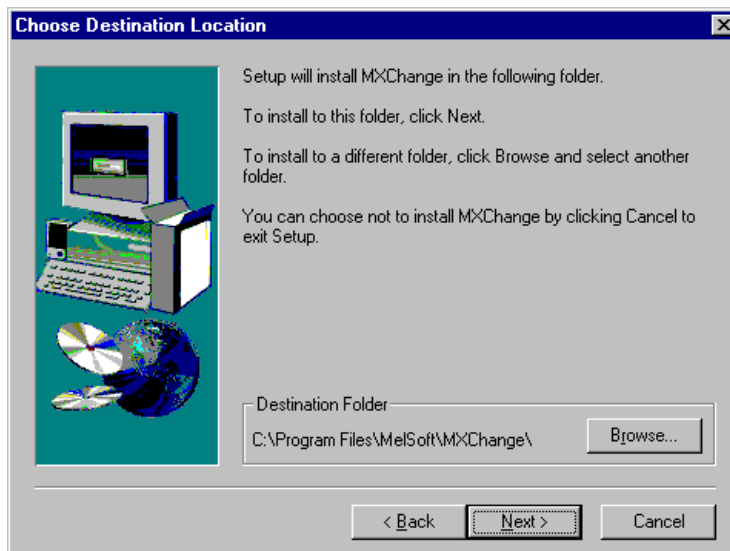 Choose Destination Location
Setup will install MXChange in the following folder.
To install to this folder, click Next.
To install to a different folder, click Browse and select another
folder.
You can choose not to install MXChange by clicking Cancel to
exit Setup.
Destination Folder
C:\Program Files\MelSoft\MXChange\
Browse...
< Back
Next >
Cancel